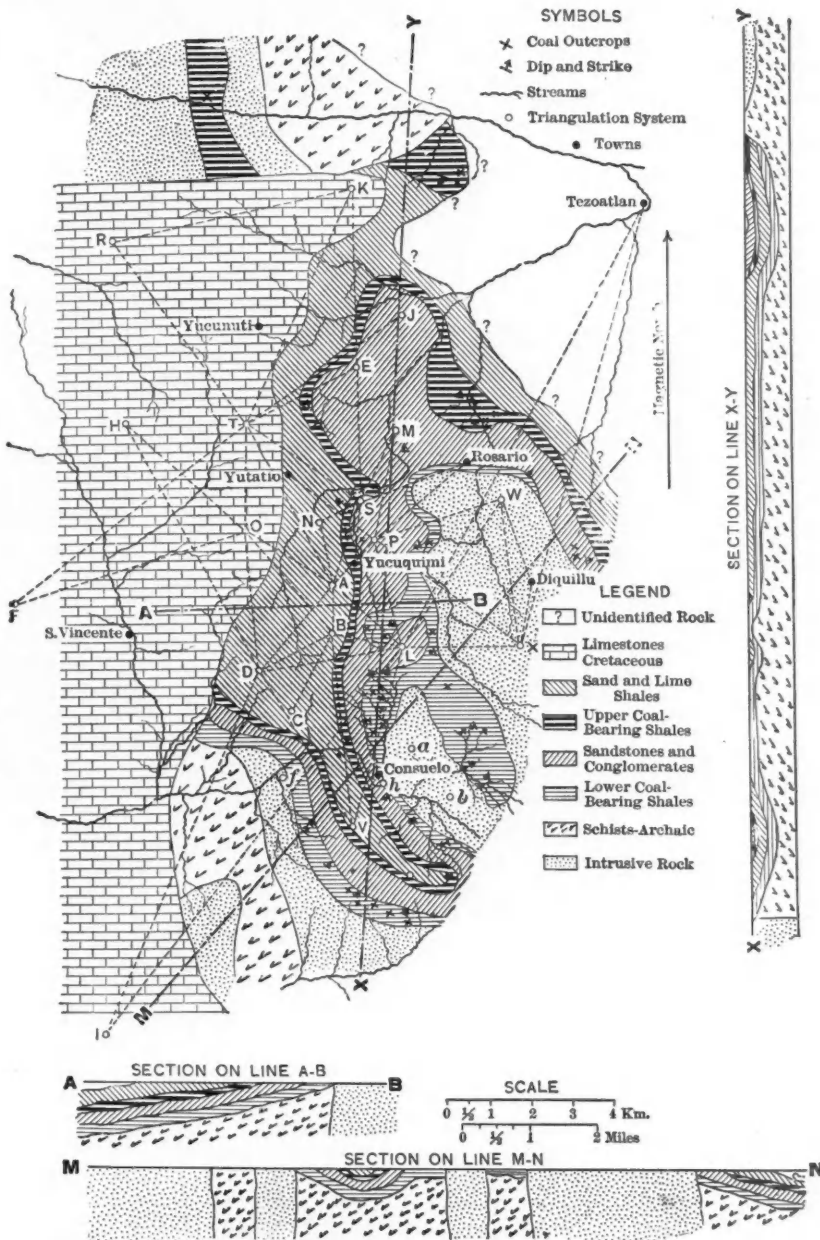 Y
SYMBOLS
Coal Outcrops
Dip and Strike
Streams
Triangulation System
Towns
Y
Tezoatlan
K
R
Yucunuti
J
E
H
T
M
Rosario
Magnetic North
SECTION ON LINE X-Y
Yutatio
S
W
N
O
P
Yucuquimi
Diquillu
F
A
A
B
B
S. Vincente
D
L
d
C
a
Consuelo
f
h
b
V
X
M
I
LEGEND
? Unidentified Rock
Limestones
Cretaceous
Sand and Lime
Shales
Upper Coal-
Bearing Shales
Sandstones and
Conglomerates
Lower Coal-
Bearing Shales
Schists-Archaic
Intrusive Rock
X
SECTION ON LINE A-B
A
B
SCALE
0 ½ 1 2 3 4 Km.
0 ½ 1 2 Miles
SECTION ON LINE M-N
M
N